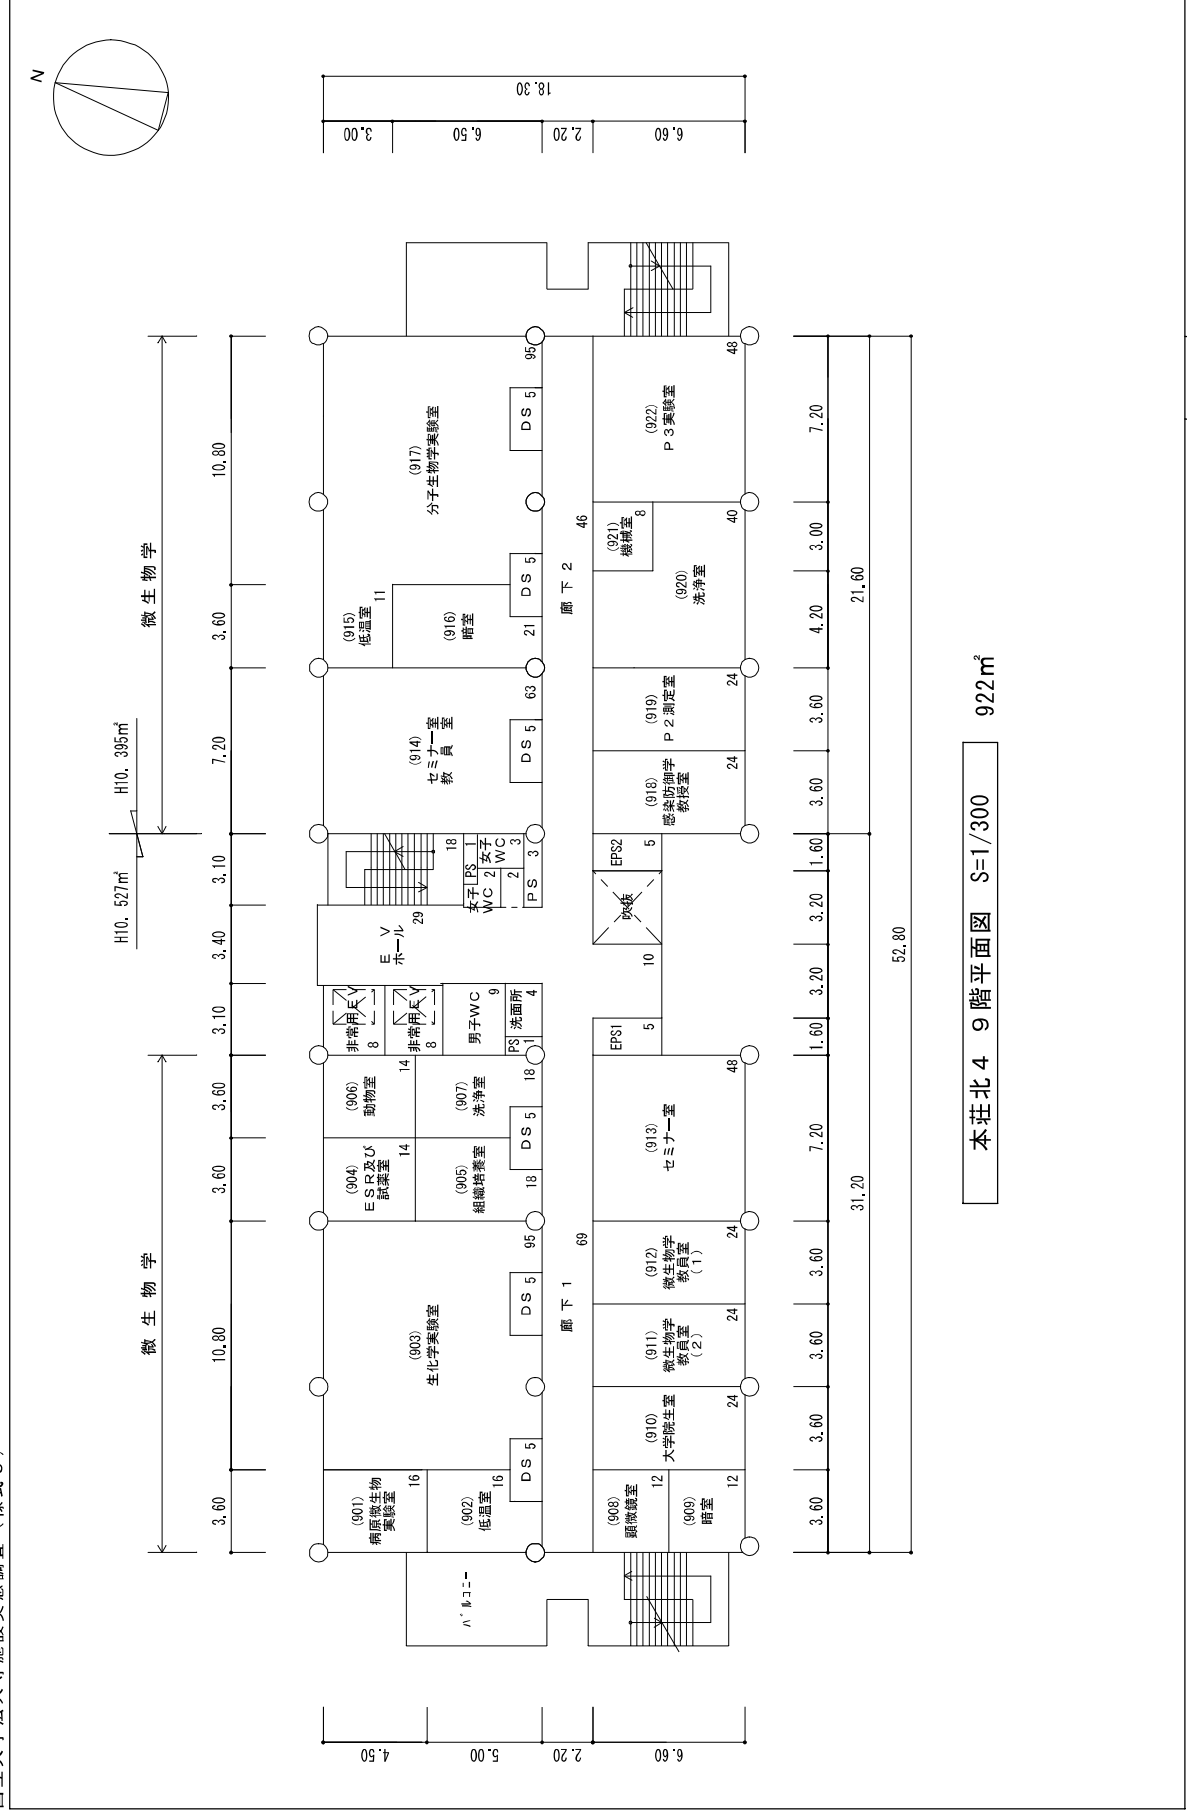 N
微生物学
微生物学
H10. 527㎡
H10. 395㎡
3.60
10.80
3.60
3.60
3.10
3.40
3.10
7.20
3.60
10.80
4.50
5.00
2.20
6.60
3.00
6.50
2.20
6.60
18.30
(901)
病原微生物
実験室
16
(902)
低温室
16
DS 5
(903)
生化学実験室
95
DS 5
(904)
ESR及び
試薬室
14
(905)
組織培養室
18
DS 5
(906)
動物室
14
(907)
洗浄室
18
非常用EV
8
非常用EV
8
男子WC
9
PS
1
洗面所
4
EV
ホール
29
18
女子
WC
2
PS 1
女子
WC
3
2
PS 3
(914)
セミナー室
教員室
63
DS 5
(915)
低温室
11
(916)
暗室
21
DS 5
(917)
分子生物学実験室
95
DS 5
バルコニー
廊下1
69
廊下2
46
(908)
顕微鏡室
12
(909)
暗室
12
(910)
大学院生室
24
(911)
微生物学
教員室
(2)
24
(912)
微生物学
教員室
(1)
24
(913)
セミナー室
48
EPS1
5
10
吹抜
EPS2
5
(918)
感染防御学
教授室
24
(919)
P2測定室
24
(920)
洗浄室
40
(921)
機械室
8
(922)
P3実験室
48
3.60
3.60
3.60
3.60
7.20
1.60
3.20
3.20
1.60
3.60
3.60
4.20
3.00
7.20
31.20
21.60
52.80
本荘北4 9階平面図 S=1/300 922㎡